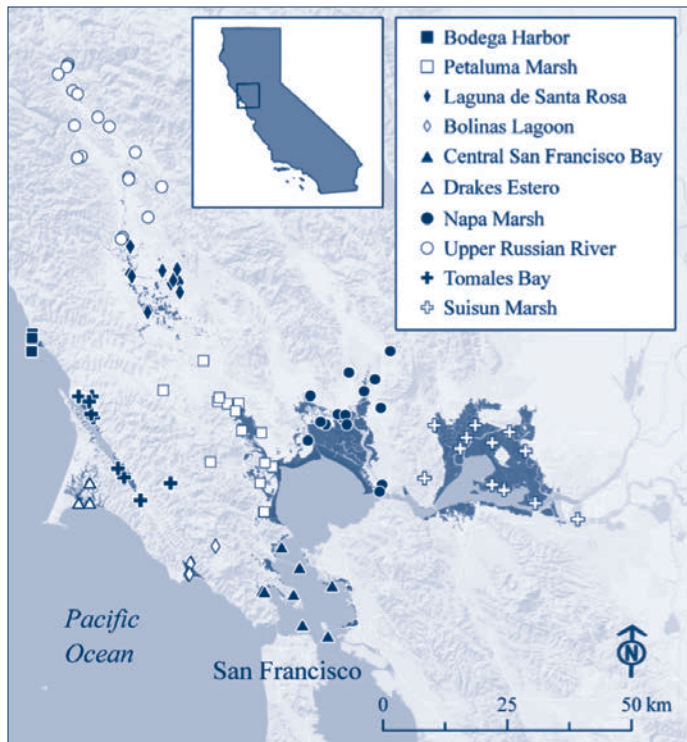 Bodega Harbor
Petaluma Marsh
Laguna de Santa Rosa
Bolinas Lagoon
Central San Francisco Bay
Drakes Estero
Napa Marsh
Upper Russian River
Tomales Bay
Suisun Marsh
Pacific
Ocean
San Francisco
N
0 25 50 km